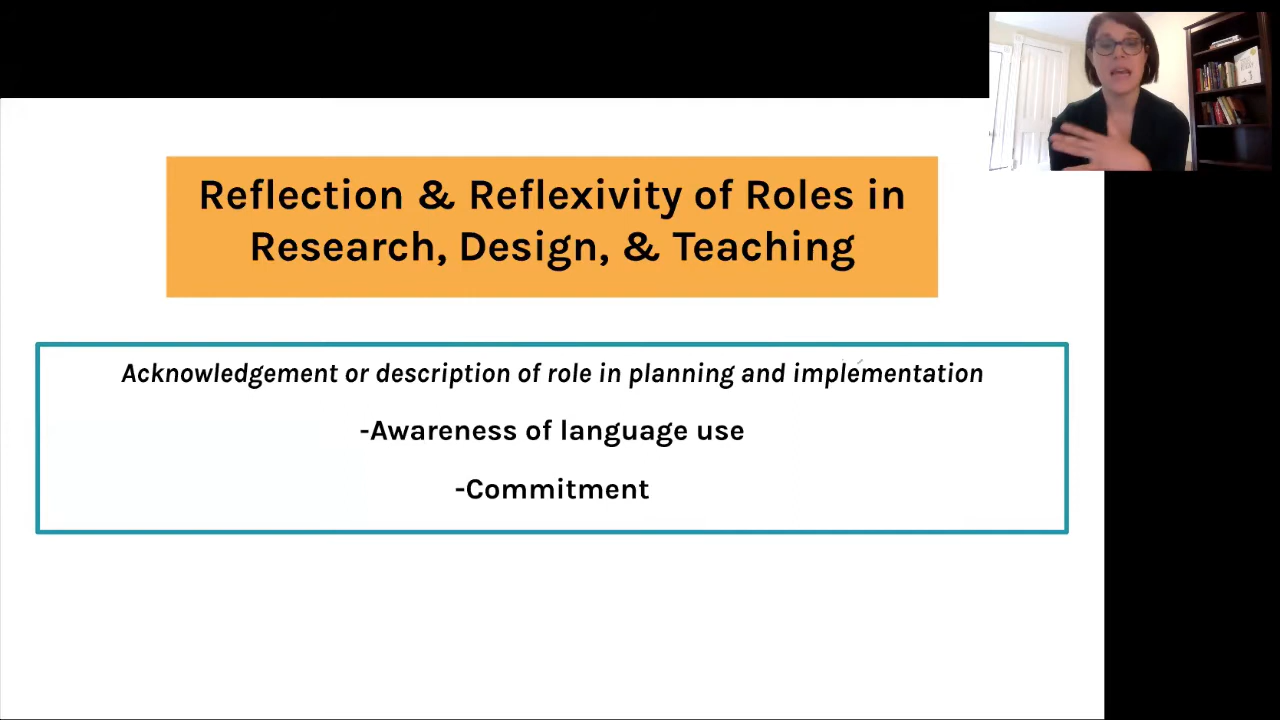 Reflection & Reflexivity of Roles in
Research, Design, & Teaching
Acknowledgement or description of role in planning and implementation
-Awareness of language use
-Commitment